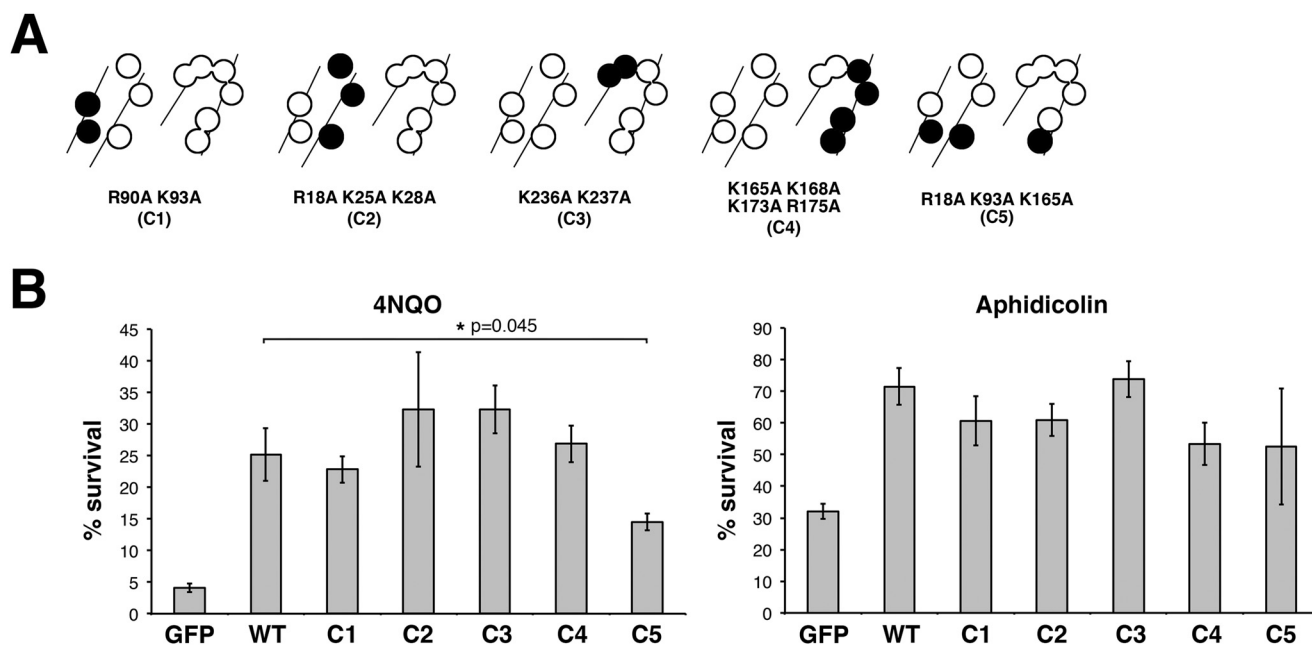 A
R90A K93A
(C1)
R18A K25A K28A
(C2)
K236A K237A
(C3)
K165A K168A
K173A R175A
(C4)
R18A K93A K165A
(C5)
B
4NQO
* p=0.045
% survival
45
40
35
30
25
20
15
10
5
0
GFP WT C1 C2 C3 C4 C5
Aphidicolin
% survival
90
80
70
60
50
40
30
20
10
0
GFP WT C1 C2 C3 C4 C5